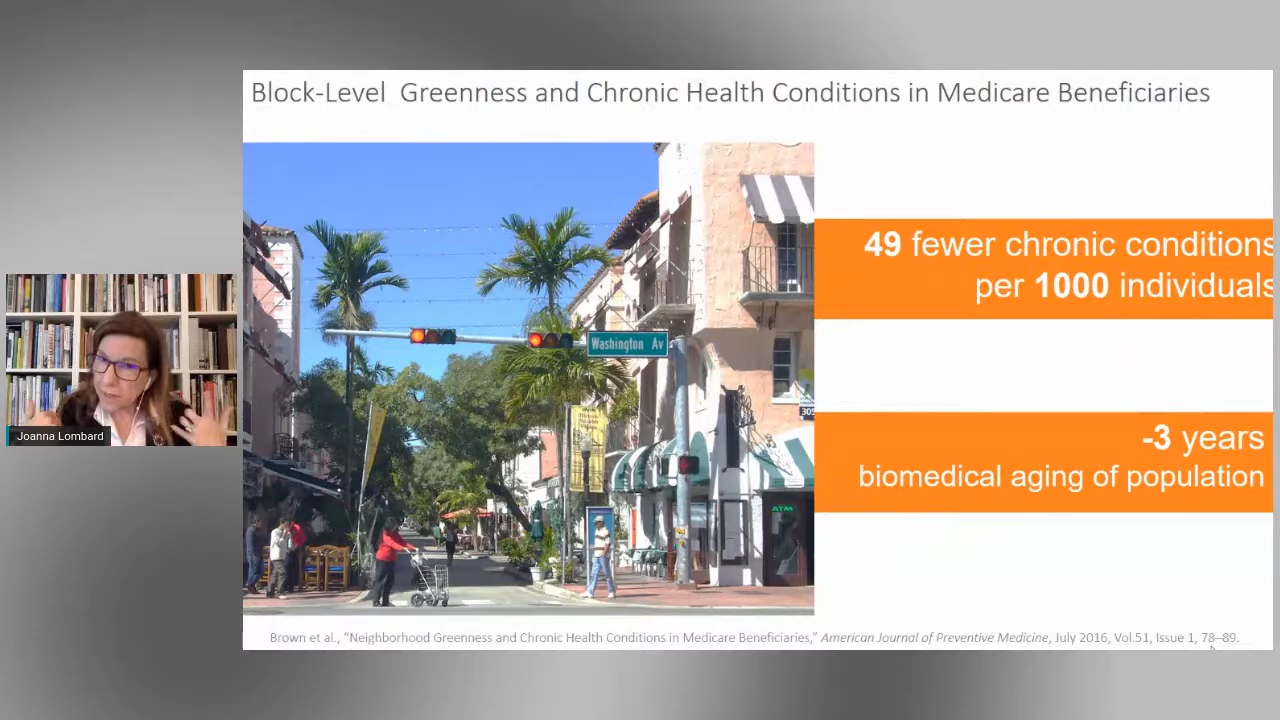 Block-Level Greenness and Chronic Health Conditions in Medicare Beneficiaries
49 fewer chronic conditions
per 1000 individuals
Washington Av
305
ATM
-3 years
biomedical aging of population
Joanna Lombard
Brown et al., “Neighborhood Greenness and Chronic Health Conditions in Medicare Beneficiaries,” American Journal of Preventive Medicine, July 2016, Vol.51, Issue 1, 78–89.